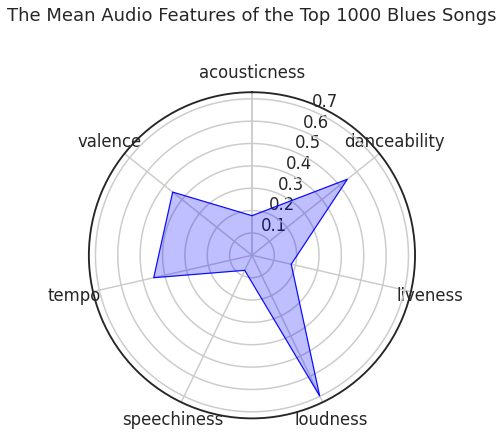 The Mean Audio Features of the Top 1000 Blues Songs
acousticness
0.7
0.6
0.5
0.4
0.3
0.2
0.1
valence
danceability
tempo
liveness
speechiness
loudness